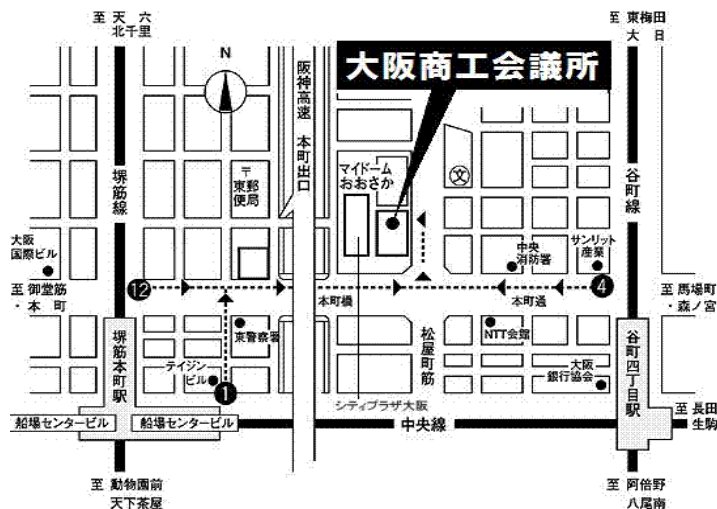 至 天 六
北千里
至 東梅田
大 日
N
阪神高速 本町出口
大阪商工会議所
堺筋線
谷町線
〒
東郵
便局
マイドーム
おおさか
文
大阪
国際ビル
中央
消防署
サンリット
産業
12
4
至 御堂筋
・本 町
本町橋
本町通
至 馬場町
・森ノ宮
堺筋本町駅
東警察署
松屋町筋
NTT会館
谷町四丁目駅
テイジン
ビル
1
大阪
銀行協会
シティプラザ大阪
船場センタービル
船場センタービル
中央線
至 長田
生駒
至 動物園前
天下茶屋
至 阿倍野
八尾南